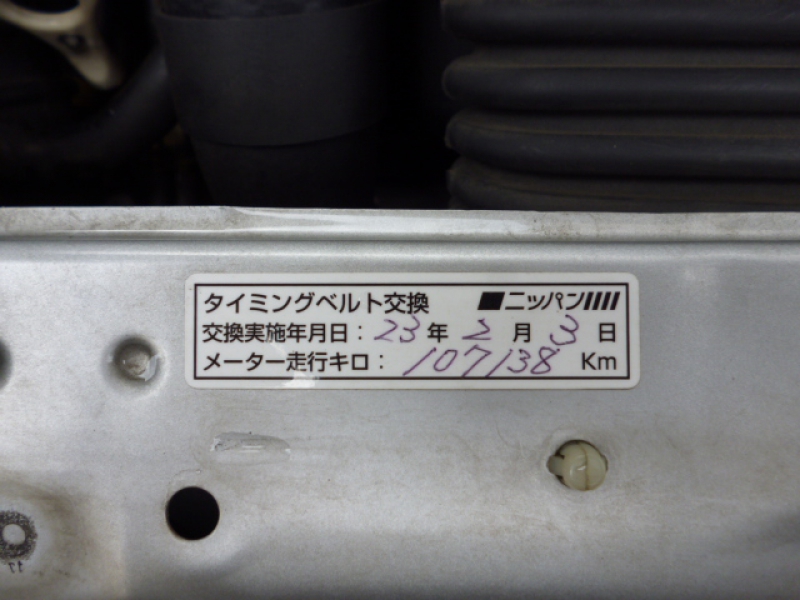 タイミングベルト交換 ニッパン
交換実施年月日：23年2月3日
メーター走行キロ：107138 Km
17